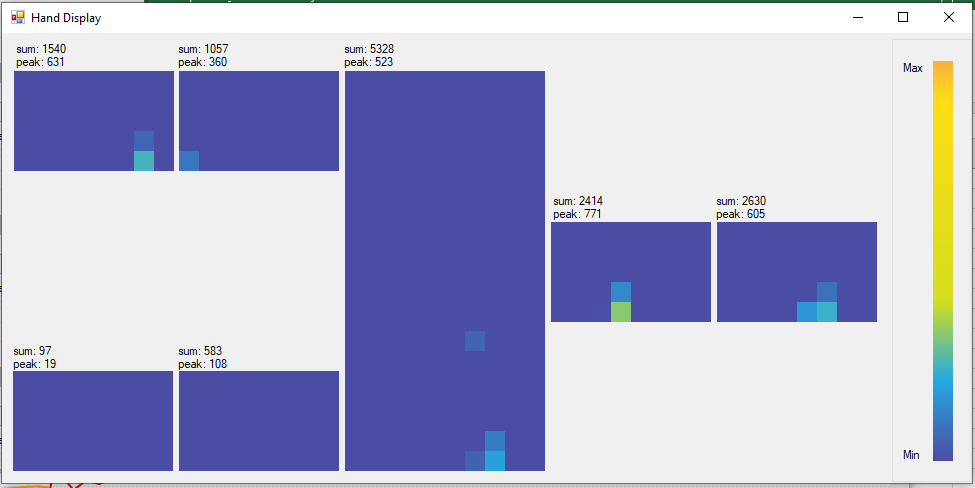 Hand Display
sum: 1540
peak: 631
sum: 1057
peak: 360
sum: 5328
peak: 523
Max
sum: 2414
peak: 771
sum: 2630
peak: 605
sum: 97
peak: 19
sum: 583
peak: 108
Min